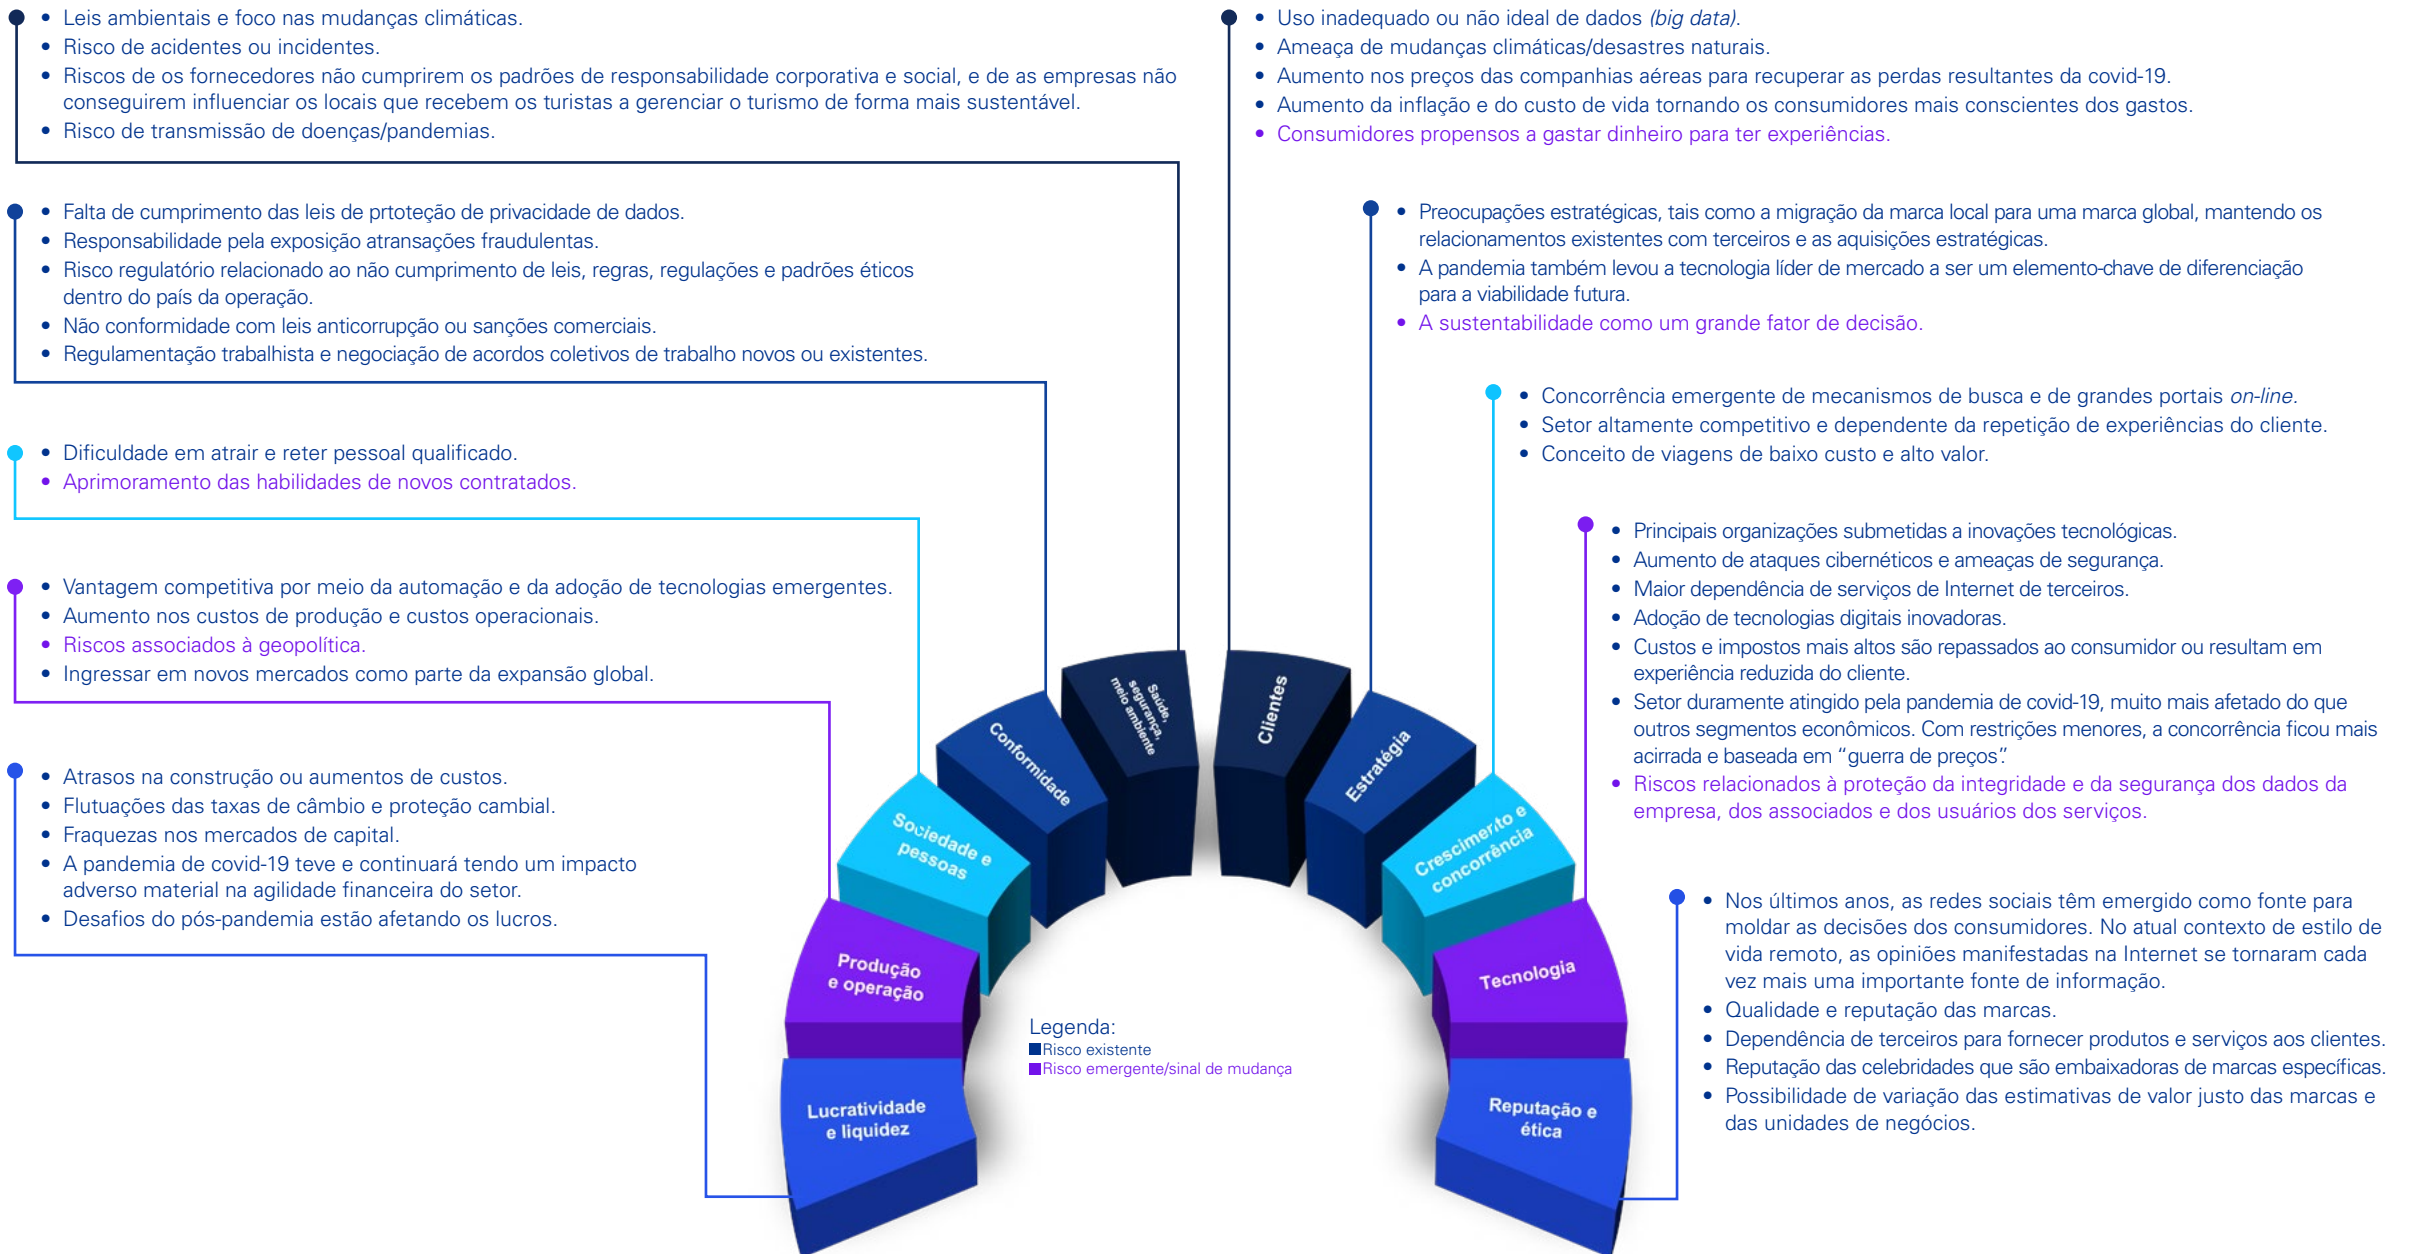 • Leis ambientais e foco nas mudanças climáticas.
• Risco de acidentes ou incidentes.
• Riscos de os fornecedores não cumprirem os padrões de responsabilidade corporativa e social, e de as empresas não
conseguirem influenciar os locais que recebem os turistas a gerenciar o turismo de forma mais sustentável.
• Risco de transmissão de doenças/pandemias.
• Falta de cumprimento das leis de prtoteção de privacidade de dados.
• Responsabilidade pela exposição atransações fraudulentas.
• Risco regulatório relacionado ao não cumprimento de leis, regras, regulações e padrões éticos
dentro do país da operação.
• Não conformidade com leis anticorrupção ou sanções comerciais.
• Regulamentação trabalhista e negociação de acordos coletivos de trabalho novos ou existentes.
• Dificuldade em atrair e reter pessoal qualificado.
• Aprimoramento das habilidades de novos contratados.
• Vantagem competitiva por meio da automação e da adoção de tecnologias emergentes.
• Aumento nos custos de produção e custos operacionais.
• Riscos associados à geopolítica.
• Ingressar em novos mercados como parte da expansão global.
• Atrasos na construção ou aumentos de custos.
• Flutuações das taxas de câmbio e proteção cambial.
• Fraquezas nos mercados de capital.
• A pandemia de covid-19 teve e continuará tendo um impacto
adverso material na agilidade financeira do setor.
• Desafios do pós-pandemia estão afetando os lucros.
• Uso inadequado ou não ideal de dados (big data).
• Ameaça de mudanças climáticas/desastres naturais.
• Aumento nos preços das companhias aéreas para recuperar as perdas resultantes da covid-19.
• Aumento da inflação e do custo de vida tornando os consumidores mais conscientes dos gastos.
• Consumidores propensos a gastar dinheiro para ter experiências.
• Preocupações estratégicas, tais como a migração da marca local para uma marca global, mantendo os
relacionamentos existentes com terceiros e as aquisições estratégicas.
• A pandemia também levou a tecnologia líder de mercado a ser um elemento-chave de diferenciação
para a viabilidade futura.
• A sustentabilidade como um grande fator de decisão.
• Concorrência emergente de mecanismos de busca e de grandes portais on-line.
• Setor altamente competitivo e dependente da repetição de experiências do cliente.
• Conceito de viagens de baixo custo e alto valor.
• Principais organizações submetidas a inovações tecnológicas.
• Aumento de ataques cibernéticos e ameaças de segurança.
• Maior dependência de serviços de Internet de terceiros.
• Adoção de tecnologias digitais inovadoras.
• Custos e impostos mais altos são repassados ao consumidor ou resultam em
experiência reduzida do cliente.
• Setor duramente atingido pela pandemia de covid-19, muito mais afetado do que
outros segmentos econômicos. Com restrições menores, a concorrência ficou mais
acirrada e baseada em “guerra de preços”.
• Riscos relacionados à proteção da integridade e da segurança dos dados da
empresa, dos associados e dos usuários dos serviços.
• Nos últimos anos, as redes sociais têm emergido como fonte para
moldar as decisões dos consumidores. No atual contexto de estilo de
vida remoto, as opiniões manifestadas na Internet se tornaram cada
vez mais uma importante fonte de informação.
• Qualidade e reputação das marcas.
• Dependência de terceiros para fornecer produtos e serviços aos clientes.
• Reputação das celebridades que são embaixadoras de marcas específicas.
• Possibilidade de variação das estimativas de valor justo das marcas e
das unidades de negócios.
Lucratividade
e liquidez
Produção
e operação
Sociedade e
pessoas
Conformidade
Saúde,
segurança,
meio ambiente
Clientes
Estratégia
Crescimento e
concorrência
Tecnologia
Reputação e
ética
Legenda:
Risco existente
Risco emergente/sinal de mudança